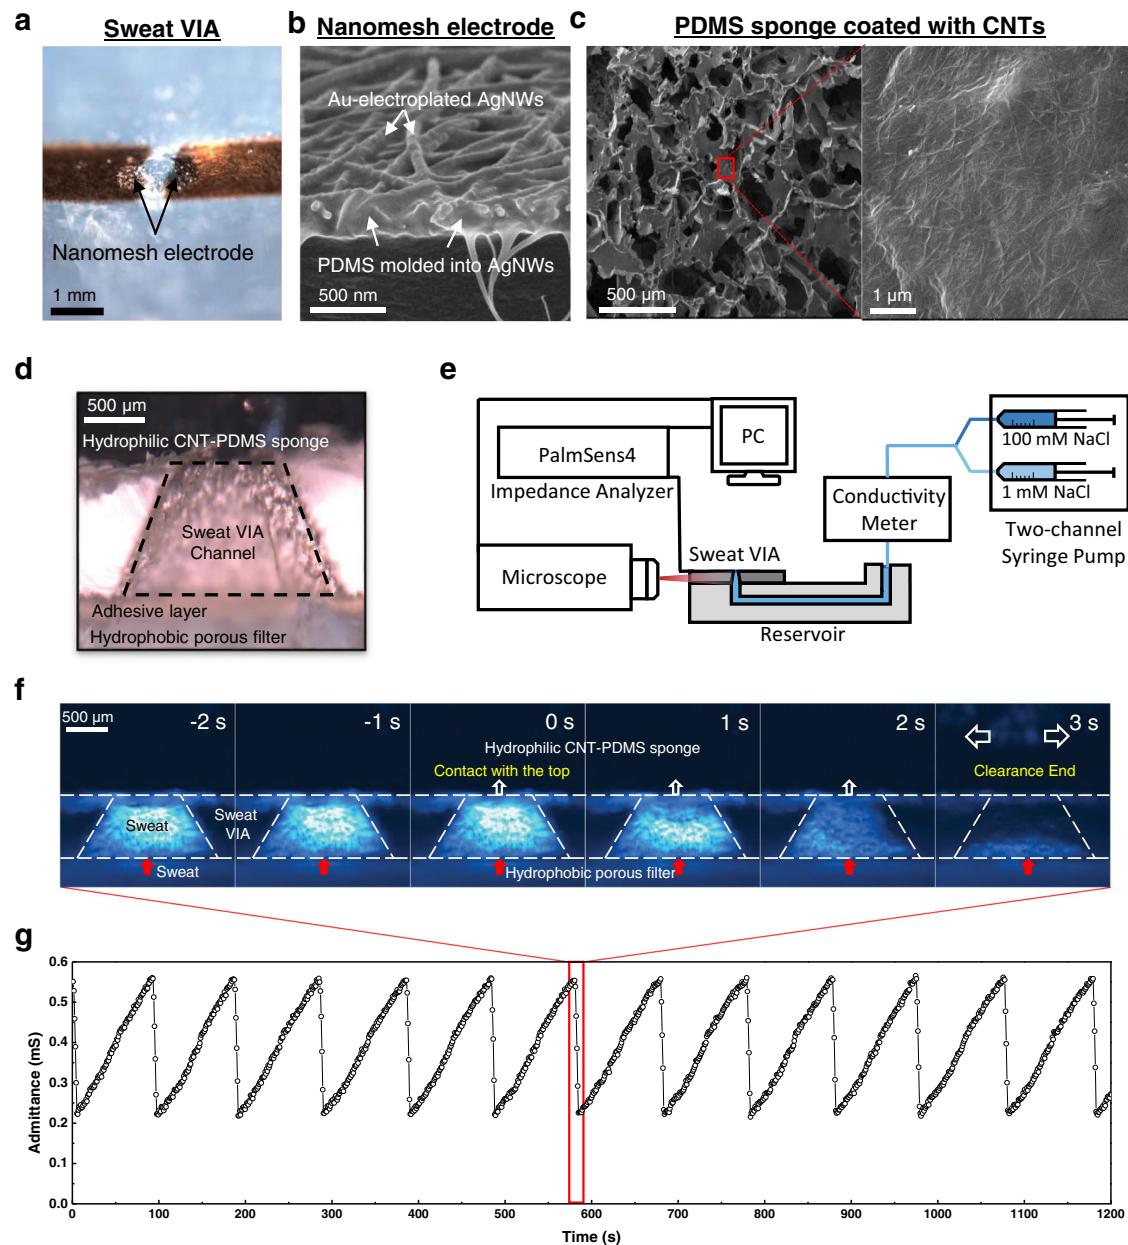 a
Sweat VIA
Nanomesh electrode
1 mm
b
Nanomesh electrode
Au-electroplated AgNWs
PDMS molded into AgNWs
500 nm
c
PDMS sponge coated with CNTs
500 µm
1 µm
d
500 µm
Hydrophilic CNT-PDMS sponge
Sweat VIA
Channel
Adhesive layer
Hydrophobic porous filter
e
PalmSens4
Impedance Analyzer
PC
Microscope
Sweat VIA
Reservoir
Conductivity
Meter
100 mM NaCl
1 mM NaCl
Two-channel
Syringe Pump
f
500 µm
-2 s
-1 s
0 s
1 s
2 s
3 s
Hydrophilic CNT-PDMS sponge
Contact with the top
Clearance End
Sweat
Sweat
VIA
Sweat
Hydrophobic porous filter
g
Admittance (mS)
0.6
0.5
0.4
0.3
0.2
0.1
0.0
0 100 200 300 400 500 600 700 800 900 1000 1100 1200
Time (s)